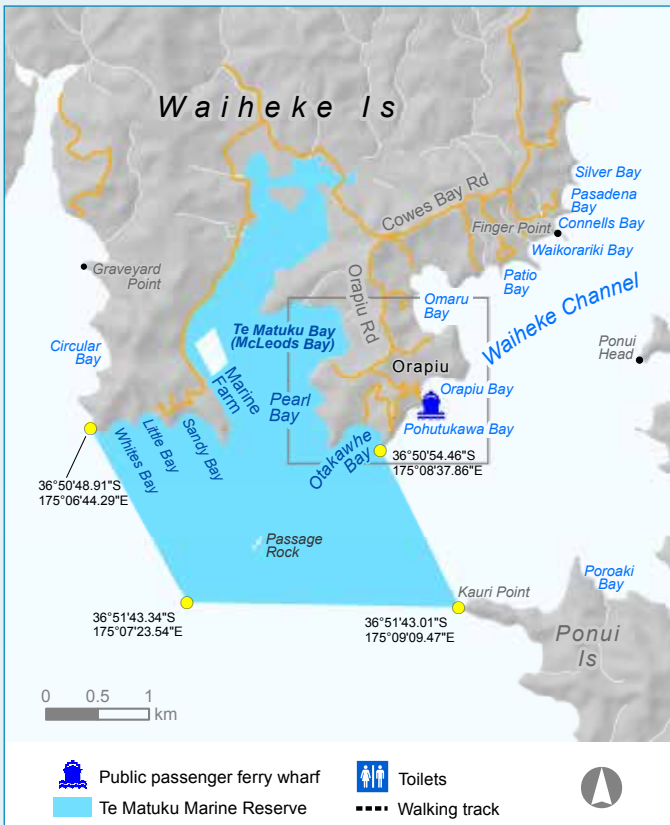 Waiheke Is
Silver Bay
Pasadena
Bay
Cowes Bay Rd
Finger Point
Connells Bay
Waikorariki Bay
Graveyard
Point
Patio
Bay
Orapiu Rd
Omaru
Bay
Waiheke Channel
Te Matuku Bay
(McLeods Bay)
Ponui
Head
Circular
Bay
Marine
Farm
Orapiu
Pearl
Bay
Orapiu Bay
Pohutukawa Bay
Whites Bay
Little Bay
Sandy Bay
Otakawhe
Bay
36°50'54.46"S
175°08'37.86"E
36°50'48.91"S
175°06'44.29"E
Passage
Rock
Poroaki
Bay
Kauri Point
36°51'43.34"S
175°07'23.54"E
36°51'43.01"S
175°09'09.47"E
Ponui
Is
0 0.5 1
km
Public passenger ferry wharf
Toilets
Te Matuku Marine Reserve
Walking track